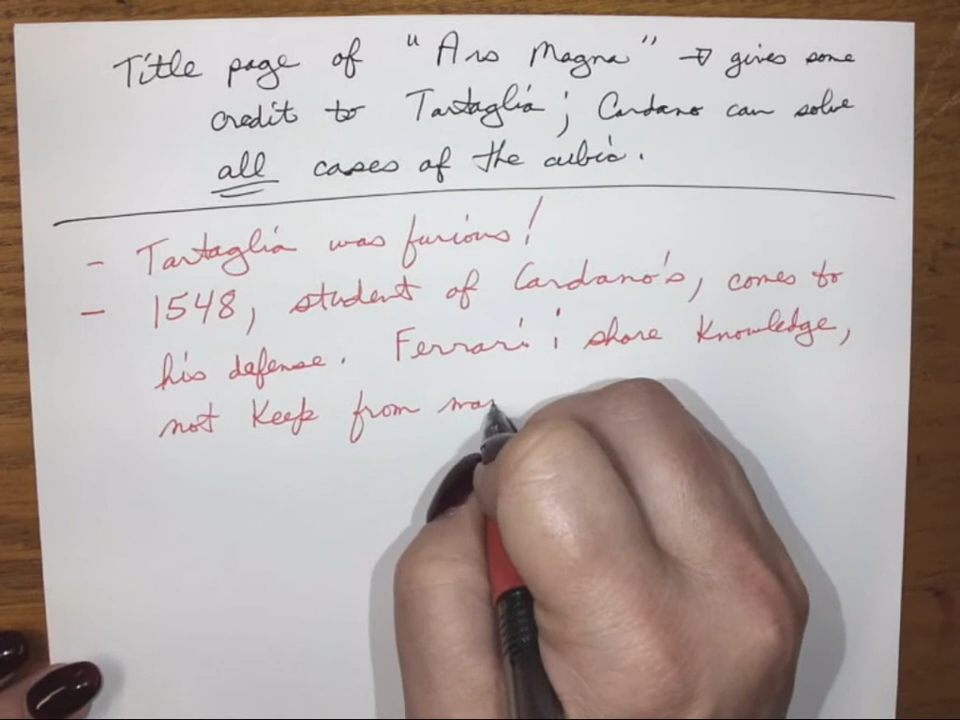 Title page of "Ars Magna" → gives some
credit to Tartaglia; Cardano can solve
all cases of the cubic.
- Tartaglia was furious!
- 1548, student of Cardano's, comes to
his defense. Ferrari; share knowledge,
not keep from